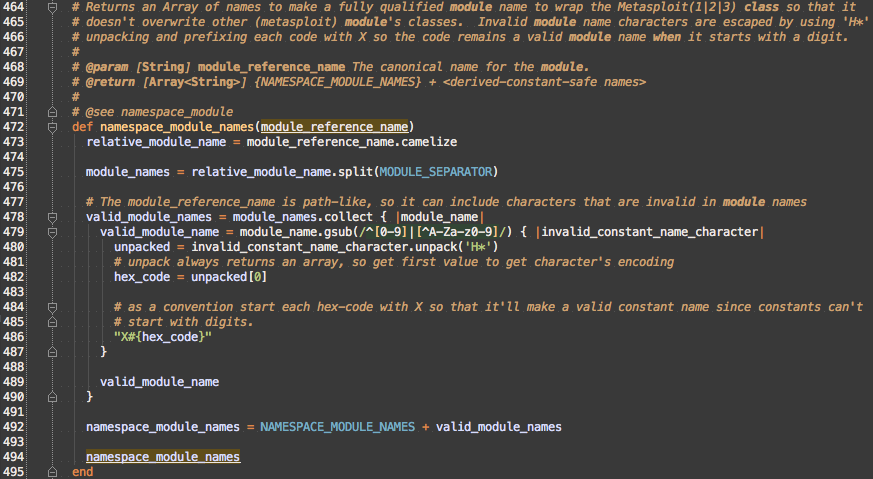 464 # Returns an Array of names to make a fully qualified module name to wrap the Metasploit(1|2|3) class so that it
465 # doesn't overwrite other (metasploit) module's classes.  Invalid module name characters are escaped by using 'H*'
466 # unpacking and prefixing each code with X so the code remains a valid module name when it starts with a digit.
467 #
468 # @param [String] module_reference_name The canonical name for the module.
469 # @return [Array<String>] {NAMESPACE_MODULE_NAMES} + <derived-constant-safe names>
470 #
471 # @see namespace_module
472 def namespace_module_names(module_reference_name)
473   relative_module_name = module_reference_name.camelize
474
475   module_names = relative_module_name.split(MODULE_SEPARATOR)
476
477   # The module_reference_name is path-like, so it can include characters that are invalid in module names
478   valid_module_names = module_names.collect { |module_name|
479     valid_module_name = module_name.gsub(/^[0-9]|[^A-Za-z0-9]/) { |invalid_constant_name_character|
480       unpacked = invalid_constant_name_character.unpack('H*')
481       # unpack always returns an array, so get first value to get character's encoding
482       hex_code = unpacked[0]
483
484       # as a convention start each hex-code with X so that it'll make a valid constant name since constants can't
485       # start with digits.
486       "X#{hex_code}"
487     }
488
489     valid_module_name
490   }
491
492   namespace_module_names = NAMESPACE_MODULE_NAMES + valid_module_names
493
494   namespace_module_names
495 end